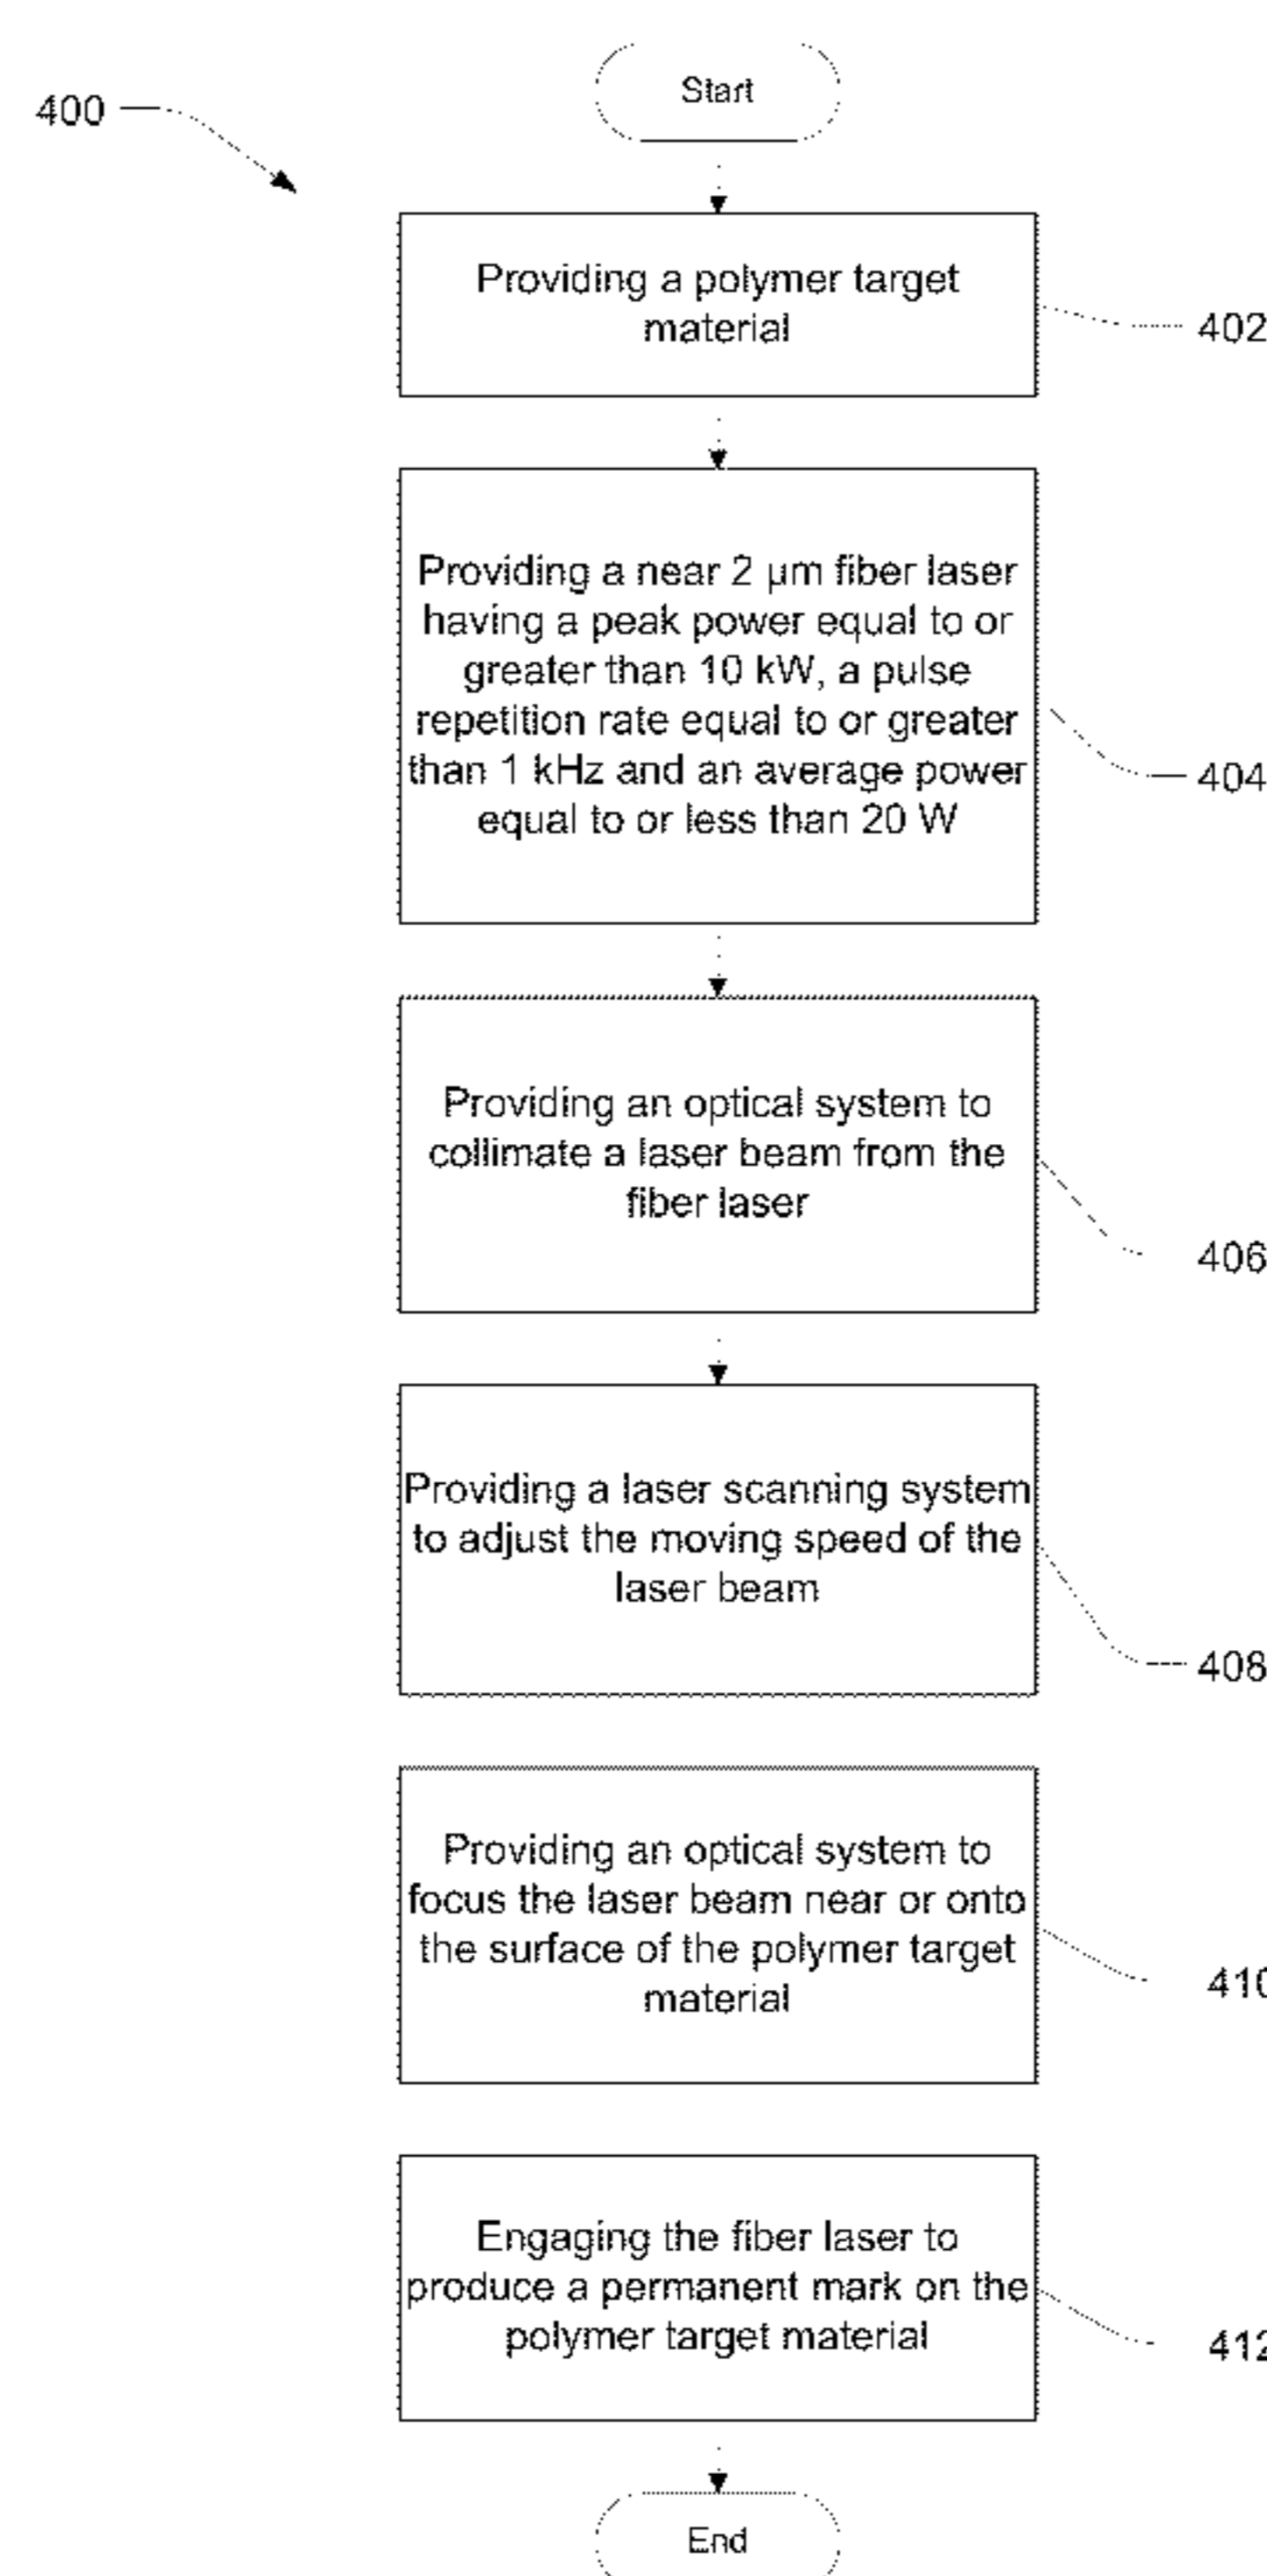 Start
400
Providing a polymer target
material
402
Providing a near 2 µm fiber laser
having a peak power equal to or
greater than 10 kW, a pulse
repetition rate equal to or greater
than 1 kHz and an average power
equal to or less than 20 W
404
Providing an optical system to
collimate a laser beam from the
fiber laser
406
Providing a laser scanning system
to adjust the moving speed of the
laser beam
408
Providing an optical system to
focus the laser beam near or onto
the surface of the polymer target
material
410
Engaging the fiber laser to
produce a permanent mark on the
polymer target material
412
End